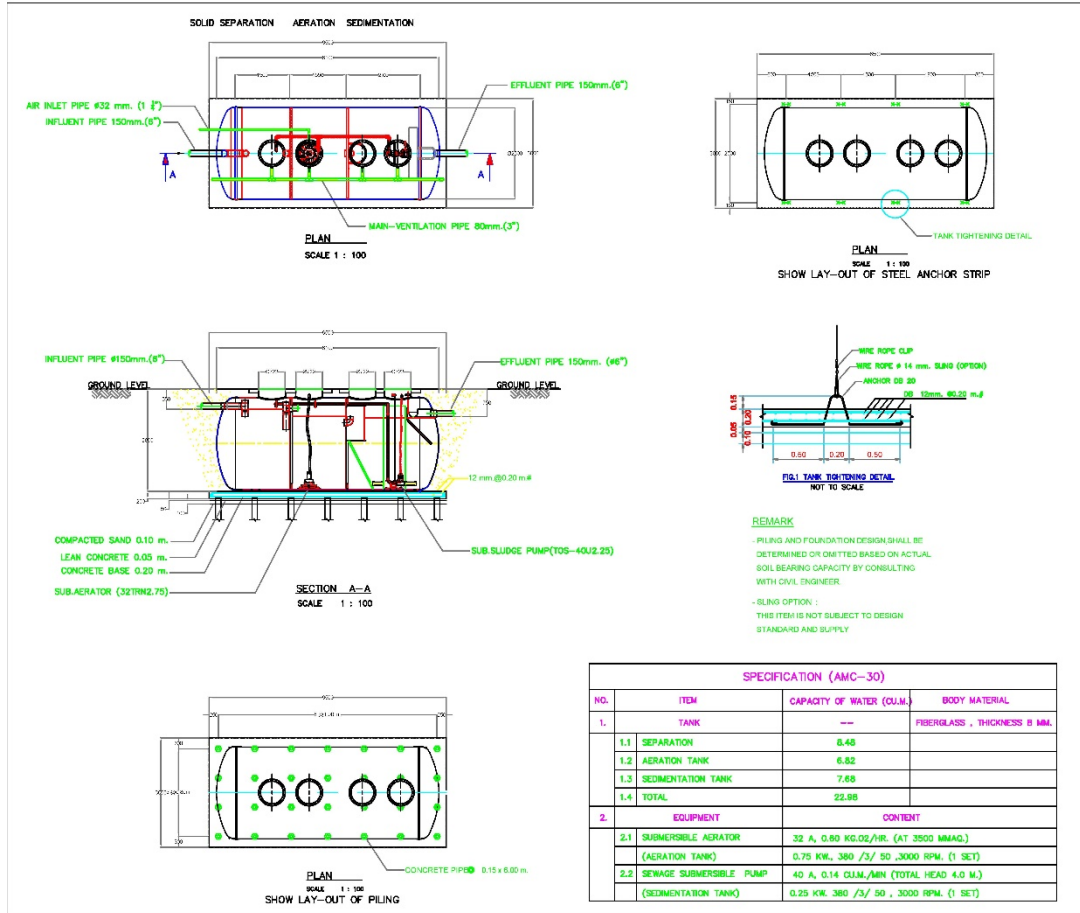 SOLID SEPARATION AERATION SEDIMENTATION
AIR INLET PIPE ø32 mm.
INFLUENT PIPE 150mm.(6")
EFFLUENT PIPE 150mm.(6")
A
A
MAIN-VENTILATION PIPE 80mm.(3")
PLAN
SCALE 1 : 100
TANK TIGHTENING DETAIL
PLAN
SCALE 1 : 100
SHOW LAY-OUT OF STEEL ANCHOR STRIP
INFLUENT PIPE ø150mm.(6")
EFFLUENT PIPE 150mm. (ø6")
GROUND LEVEL
GROUND LEVEL
12 mm.@0.20 m.#
COMPACTED SAND 0.10 m.
LEAN CONCRETE 0.05 m.
CONCRETE BASE 0.20 m.
SUB.AERATOR (32TRN2.75)
SUB.SLUDGE PUMP(TOS-40U2.25)
SECTION A-A
SCALE 1 : 100
WIRE ROPE CLIP
WIRE ROPE ø 14 mm. SLING (OPTION)
ANCHOR DB 20
DB 12mm. @0.20 m.#
0.15
0.20
0.05
0.10
0.60
0.20
0.50
FIG.1 TANK TIGHTENING DETAIL
NOT TO SCALE
REMARK
- PILING AND FOUNDATION DESIGN,SHALL BE
DETERMINED OR OMITTED BASED ON ACTUAL
SOIL BEARING CAPACITY BY CONSULTING
WITH CIVIL ENGINEER.
- SLING OPTION :
THIS ITEM IS NOT SUBJECT TO DESIGN
STANDARD AND SUPPLY
CONCRETE PIPE 0.15 x 6.00 m.
PLAN
SCALE 1 : 100
SHOW LAY-OUT OF PILING
SPECIFICATION (AMC-30)
NO. ITEM CAPACITY OF WATER (CU.M.) BODY MATERIAL
1. TANK -- FIBERGLASS , THICKNESS 8 MM.
1.1 SEPARATION 8.48
1.2 AERATION TANK 6.82
1.3 SEDIMENTATION TANK 7.68
1.4 TOTAL 22.98
2. EQUIPMENT CONTENT
2.1 SUBMERSIBLE AERATOR 32 A, 0.60 KG.O2/HR. (AT 3500 MMAQ.)
(AERATION TANK) 0.75 KW., 380 /3/ 50 ,3000 RPM. (1 SET)
2.2 SEWAGE SUBMERSIBLE PUMP 40 A, 0.14 CU.M./MIN (TOTAL HEAD 4.0 M.)
(SEDIMENTATION TANK) 0.25 KW. 380 /3/ 50 , 3000 RPM. (1 SET)